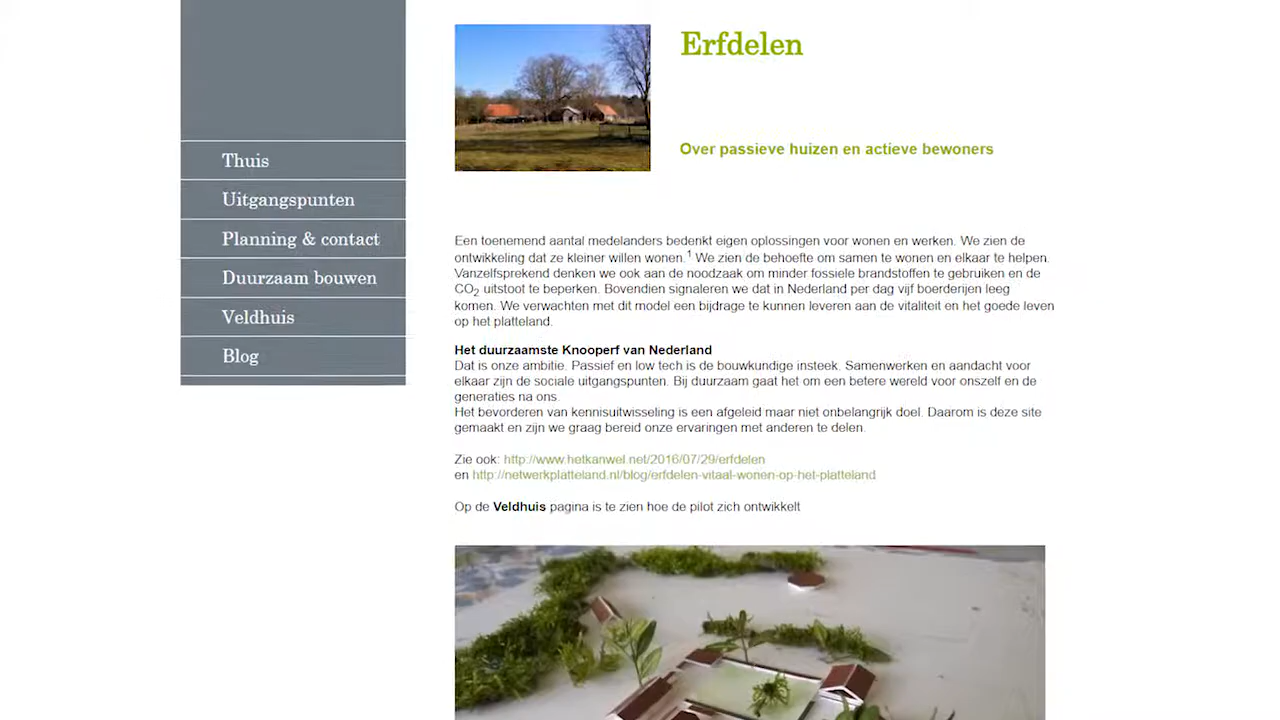 Erfdelen
Over passieve huizen en actieve bewoners
Thuis
Uitgangspunten
Planning & contact
Duurzaam bouwen
Veldhuis
Blog
Een toenemend aantal medelanders bedenkt eigen oplossingen voor wonen en werken. We zien de
ontwikkeling dat ze kleiner willen wonen.¹ We zien de behoefte om samen te wonen en elkaar te helpen.
Vanzelfsprekend denken we ook aan de noodzaak om minder fossiele brandstoffen te gebruiken en de
CO₂ uitstoot te beperken. Bovendien signaleren we dat in Nederland per dag vijf boerderijen leeg
komen. We verwachten met dit model een bijdrage te kunnen leveren aan de vitaliteit en het goede leven
op het platteland.
Het duurzaamste Knooperf van Nederland
Dat is onze ambitie. Passief en low tech is de bouwkundige insteek. Samenwerken en aandacht voor
elkaar zijn de sociale uitgangspunten. Bij duurzaam gaat het om een betere wereld voor onszelf en de
generaties na ons.
Het bevorderen van kennisuitwisseling is een afgeleid maar niet onbelangrijk doel. Daarom is deze site
gemaakt en zijn we graag bereid onze ervaringen met anderen te delen.
Zie ook: http://www.hetkanwel.net/2016/07/29/erfdelen
en http://netwerkplatteland.nl/blog/erfdelen-vitaal-wonen-op-het-platteland
Op de Veldhuis pagina is te zien hoe de pilot zich ontwikkelt